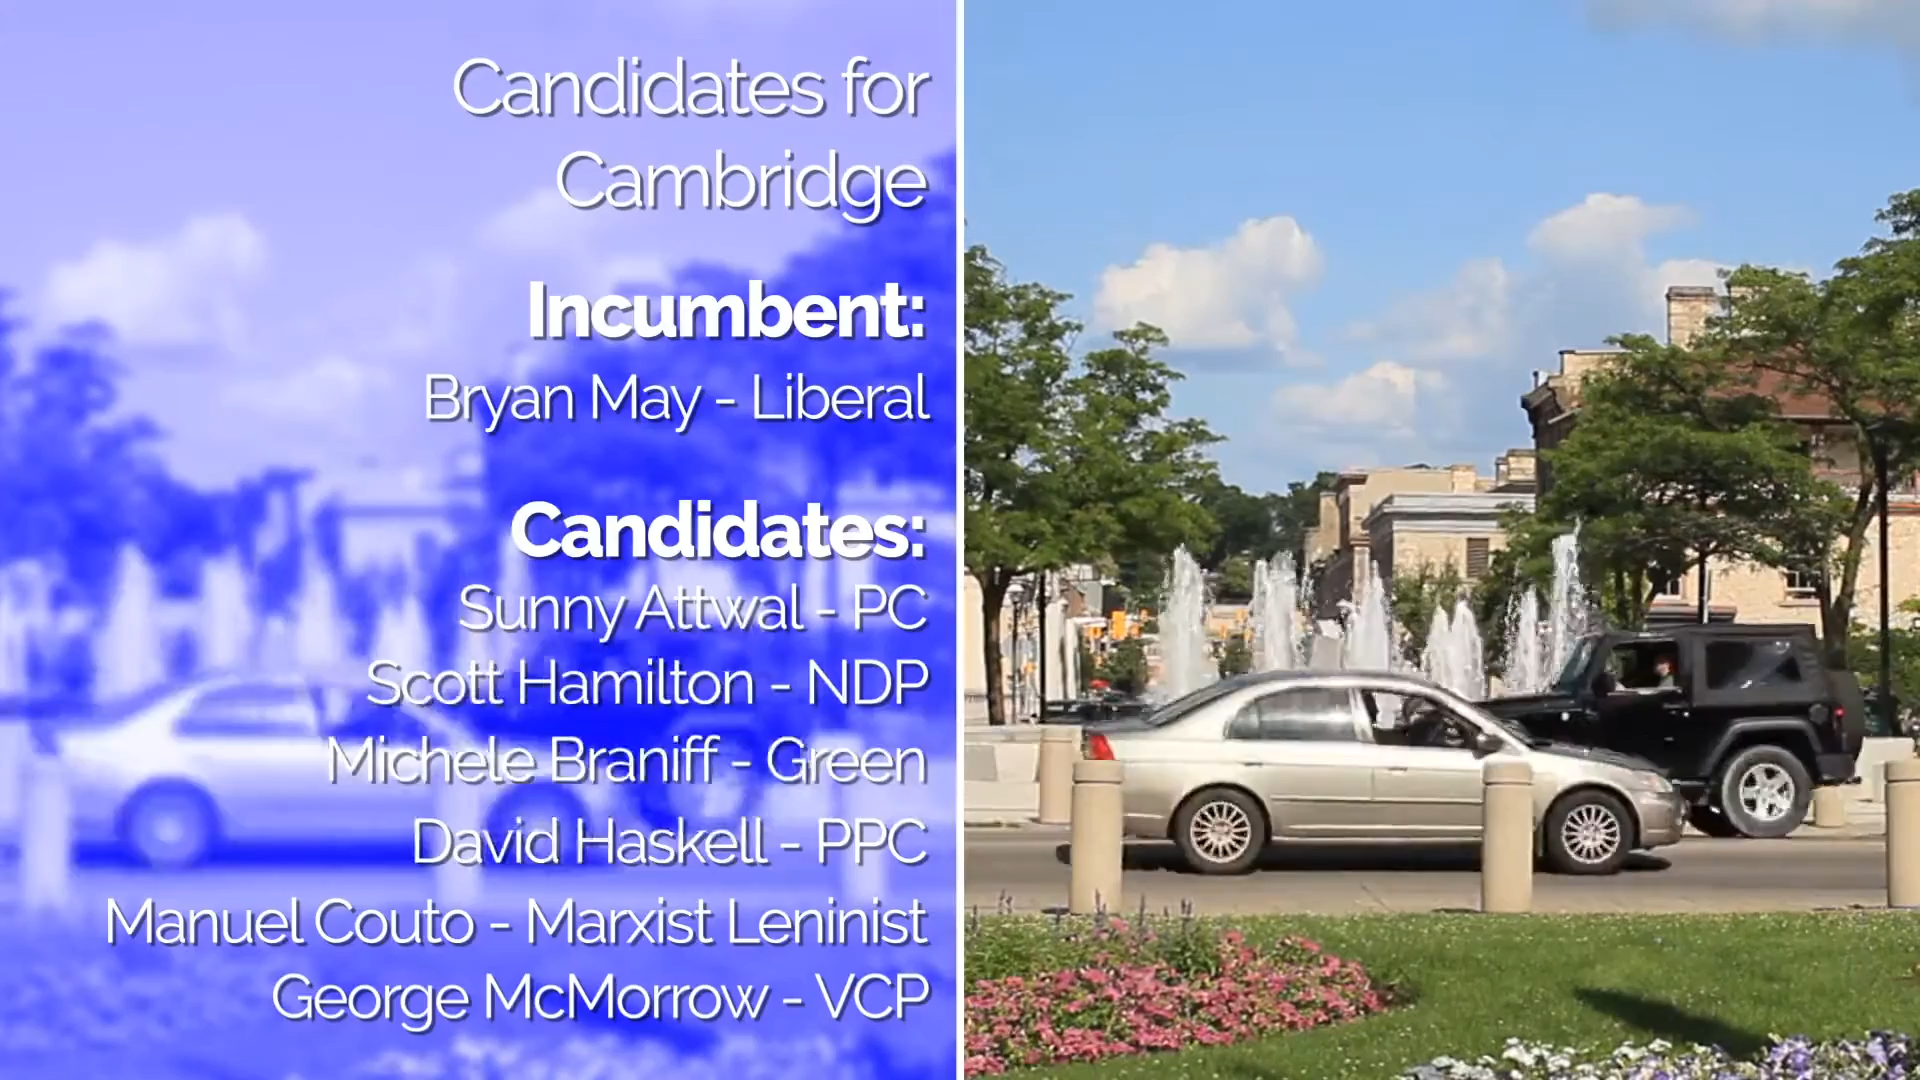 Candidates for
Cambridge
Incumbent:
Bryan May - Liberal
Candidates:
Sunny Attwal - PC
Scott Hamilton - NDP
Michele Braniff - Green
David Haskell - PPC
Manuel Couto - Marxist Leninist
George McMorrow - VCP